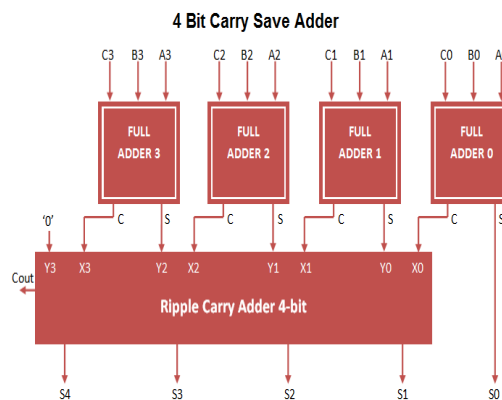 4 Bit Carry Save Adder
C3 B3 A3 C2 B2 A2 C1 B1 A1 C0 B0 A
FULL ADDER 3
FULL ADDER 2
FULL ADDER 1
FULL ADDER 0
C S C S C S C S
'0'
Y3 X3 Y2 X2 Y1 X1 Y0 X0
Cout
Ripple Carry Adder 4-bit
S4 S3 S2 S1 S0